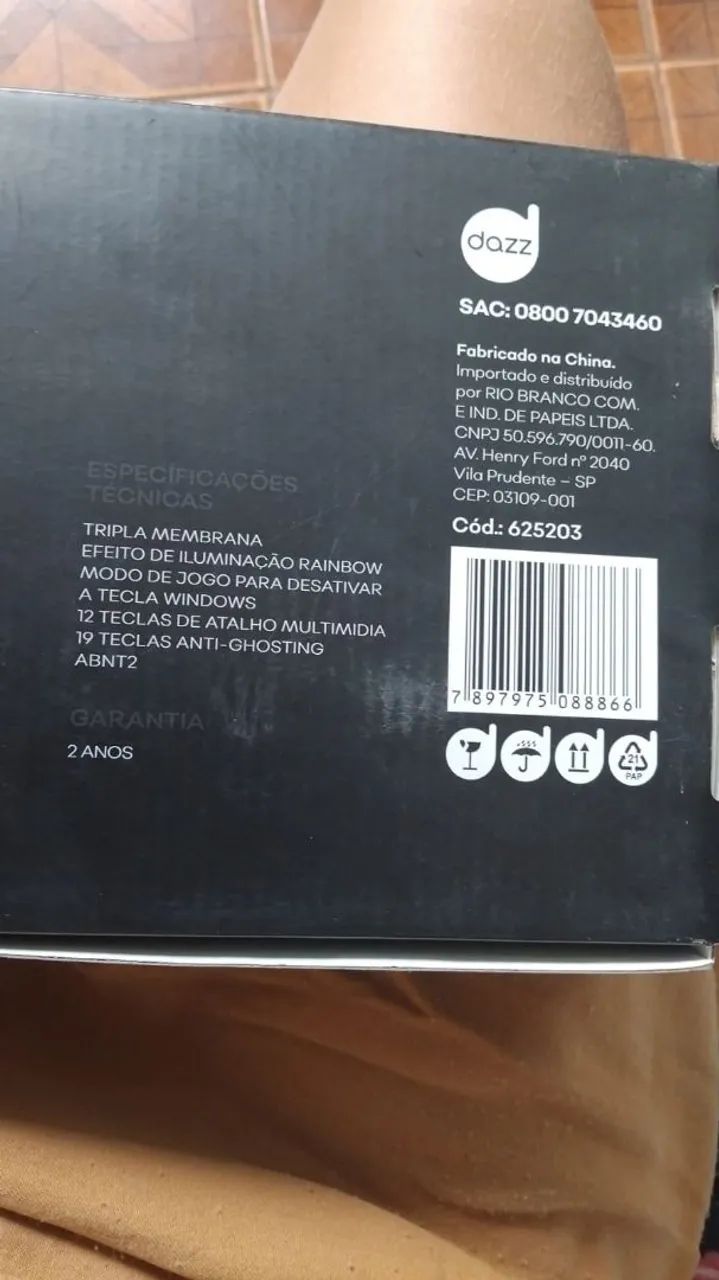 dazz
SAC: 0800 7043460
Fabricado na China.
Importado e distribuído
por RIO BRANCO COM.
E IND. DE PAPEIS LTDA.
CNPJ 50.596.790/0011-60.
AV. Henry Ford nº 2040
Vila Prudente – SP
CEP: 03109-001
Cód.: 625203
7 897975 088866
21
PAP
ESPECIFICAÇÕES
TÉCNICAS
TRIPLA MEMBRANA
EFEITO DE ILUMINAÇÃO RAINBOW
MODO DE JOGO PARA DESATIVAR
A TECLA WINDOWS
12 TECLAS DE ATALHO MULTIMIDIA
19 TECLAS ANTI-GHOSTING
ABNT2
GARANTIA
2 ANOS